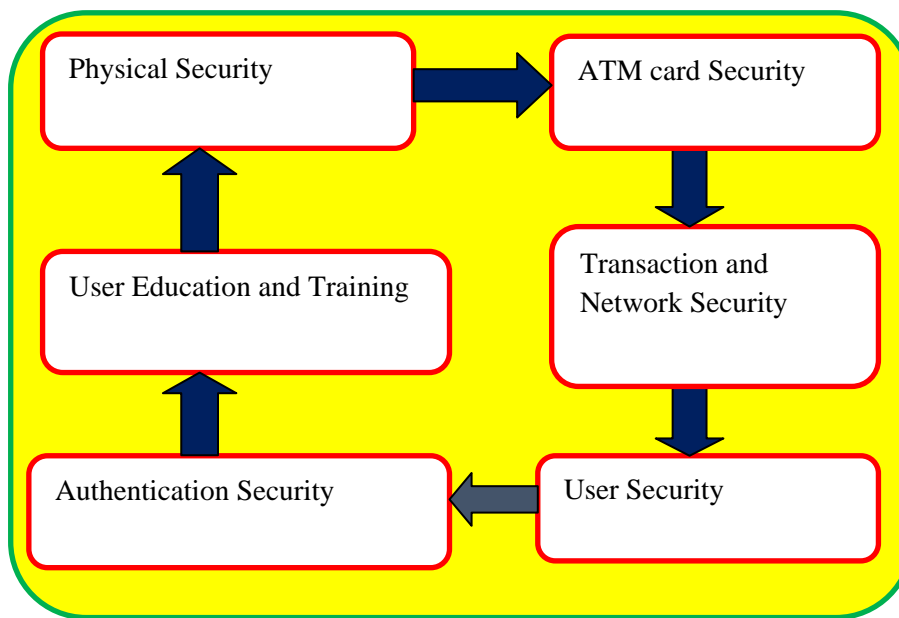 Physical Security
ATM card Security
User Education and Training
Transaction and
Network Security
Authentication Security
User Security